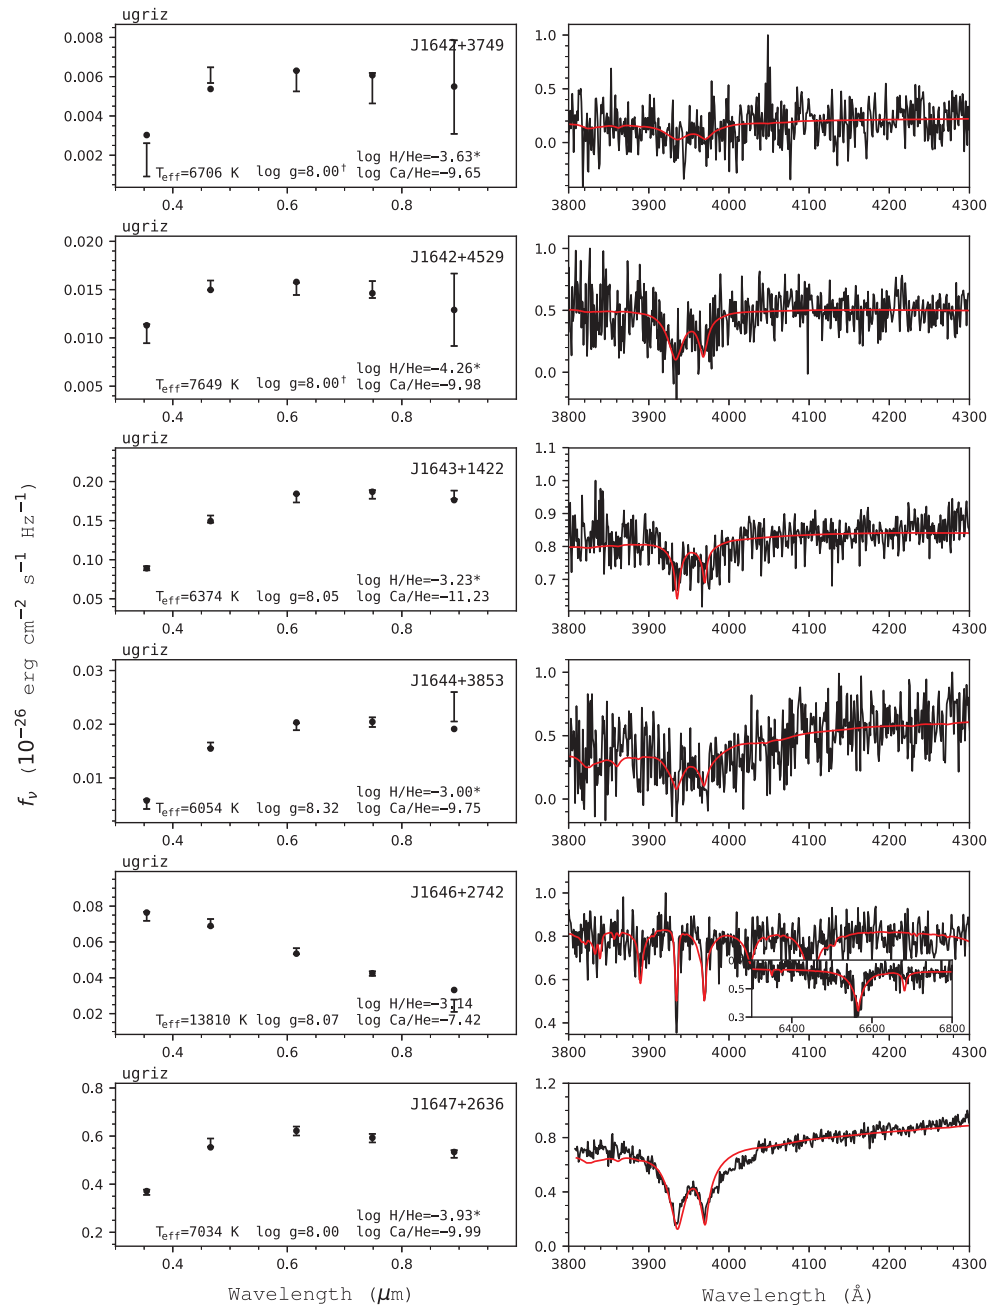 ugriz
J1642+3749
0.008
0.006
0.004
0.002
log H/He=−3.63*
T_eff=6706 K log g=8.00† log Ca/He=−9.65
0.4 0.6 0.8
1.0
0.5
0.0
3800 3900 4000 4100 4200 4300
ugriz
J1642+4529
0.020
0.015
0.010
0.005
log H/He=−4.26*
T_eff=7649 K log g=8.00† log Ca/He=−9.98
0.4 0.6 0.8
1.0
0.5
0.0
3800 3900 4000 4100 4200 4300
ugriz
J1643+1422
0.20
0.15
0.10
0.05
log H/He=−3.23*
T_eff=6374 K log g=8.05 log Ca/He=−11.23
0.4 0.6 0.8
1.1
1.0
0.9
0.8
0.7
3800 3900 4000 4100 4200 4300
f_ν (10⁻²⁶ erg cm⁻² s⁻¹ Hz⁻¹)
ugriz
J1644+3853
0.03
0.02
0.01
log H/He=−3.00*
T_eff=6054 K log g=8.32 log Ca/He=−9.75
0.4 0.6 0.8
1.0
0.5
0.0
3800 3900 4000 4100 4200 4300
ugriz
J1646+2742
0.08
0.06
0.04
0.02
log H/He=−3.14
T_eff=13810 K log g=8.07 log Ca/He=−7.42
0.4 0.6 0.8
1.0
0.8
0.6
0.4
0.5
0.3
6400 6600 6800
3800 3900 4000 4100 4200 4300
ugriz
J1647+2636
0.8
0.6
0.4
0.2
log H/He=−3.93*
T_eff=7034 K log g=8.00 log Ca/He=−9.99
0.4 0.6 0.8
1.2
0.8
0.4
0.0
3800 3900 4000 4100 4200 4300
Wavelength (μm)
Wavelength (Å)